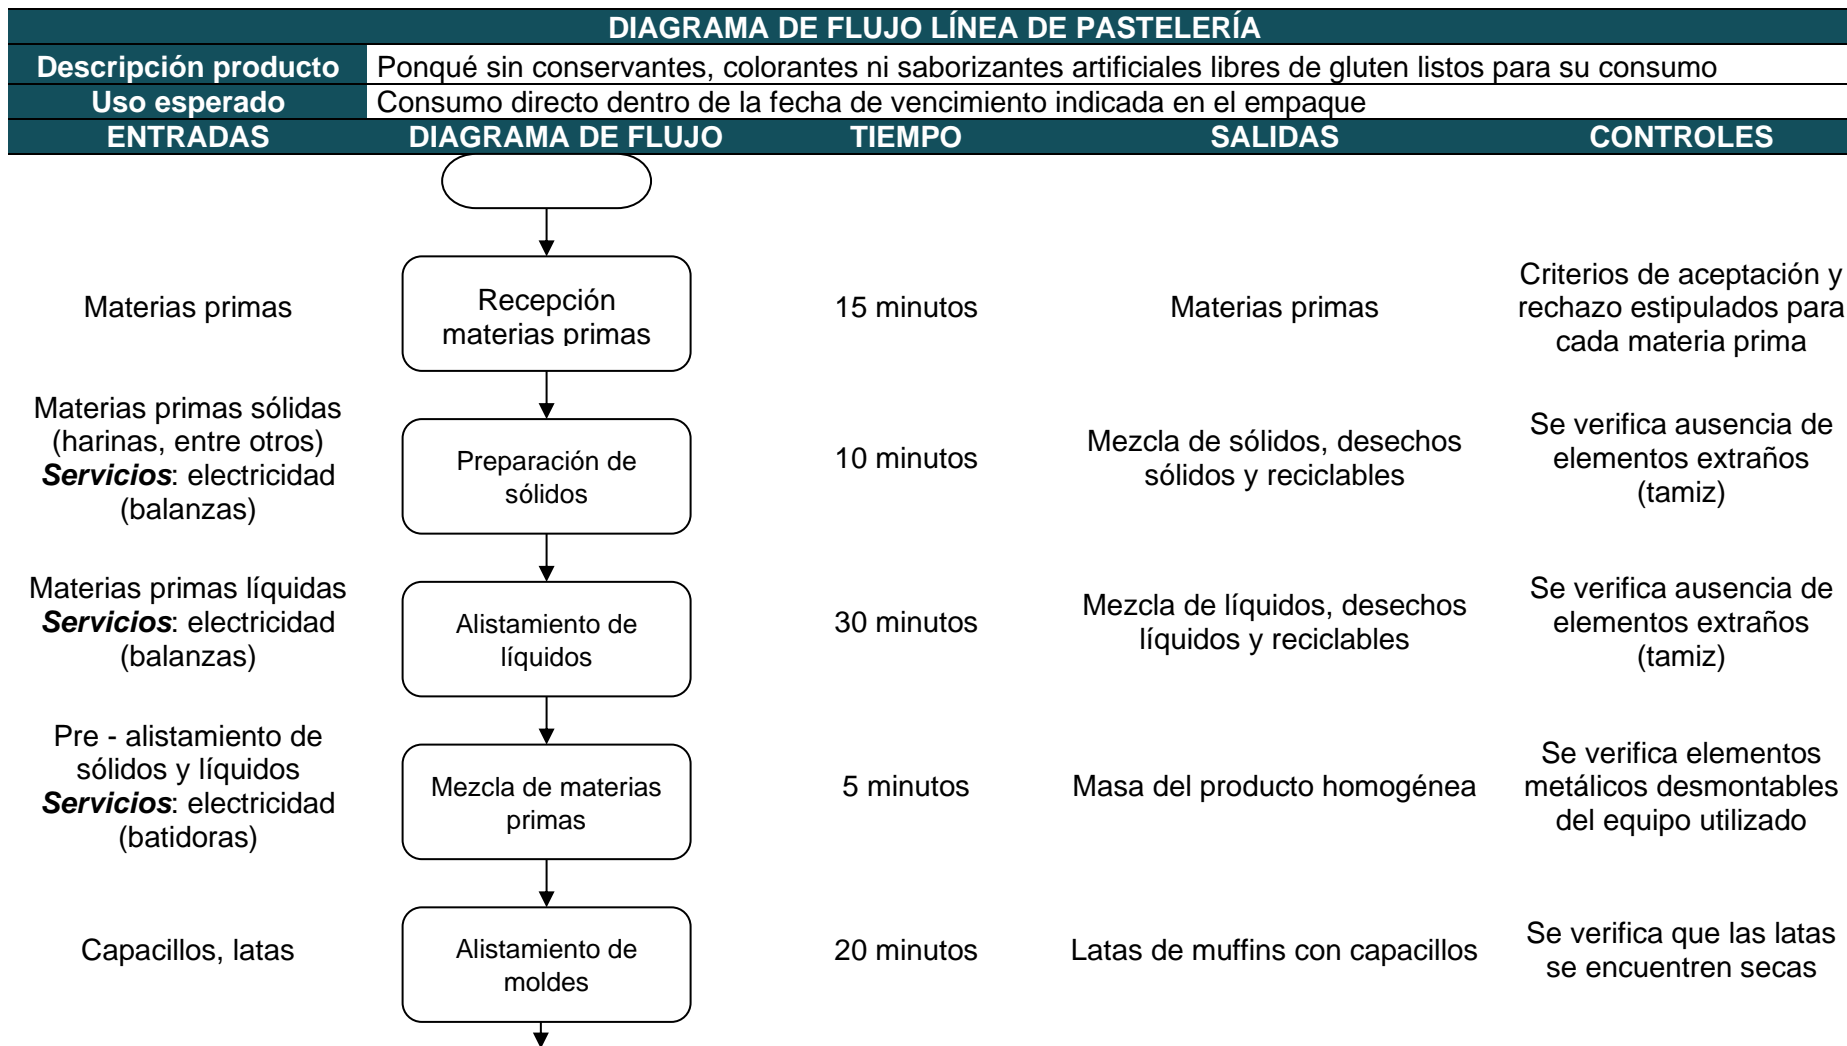 DIAGRAMA DE FLUJO LÍNEA DE PASTELERÍA
Descripción producto Ponqué sin conservantes, colorantes ni saborizantes artificiales libres de gluten listos para su consumo
Uso esperado Consumo directo dentro de la fecha de vencimiento indicada en el empaque
ENTRADAS DIAGRAMA DE FLUJO TIEMPO SALIDAS CONTROLES
Materias primas
Recepción
materias primas
15 minutos
Materias primas
Criterios de aceptación y
rechazo estipulados para
cada materia prima
Materias primas sólidas
(harinas, entre otros)
Servicios: electricidad
(balanzas)
Preparación de
sólidos
10 minutos
Mezcla de sólidos, desechos
sólidos y reciclables
Se verifica ausencia de
elementos extraños
(tamiz)
Materias primas líquidas
Servicios: electricidad
(balanzas)
Alistamiento de
líquidos
30 minutos
Mezcla de líquidos, desechos
líquidos y reciclables
Se verifica ausencia de
elementos extraños
(tamiz)
Pre - alistamiento de
sólidos y líquidos
Servicios: electricidad
(batidoras)
Mezcla de materias
primas
5 minutos
Masa del producto homogénea
Se verifica elementos
metálicos desmontables
del equipo utilizado
Capacillos, latas
Alistamiento de
moldes
20 minutos
Latas de muffins con capacillos
Se verifica que las latas
se encuentren secas